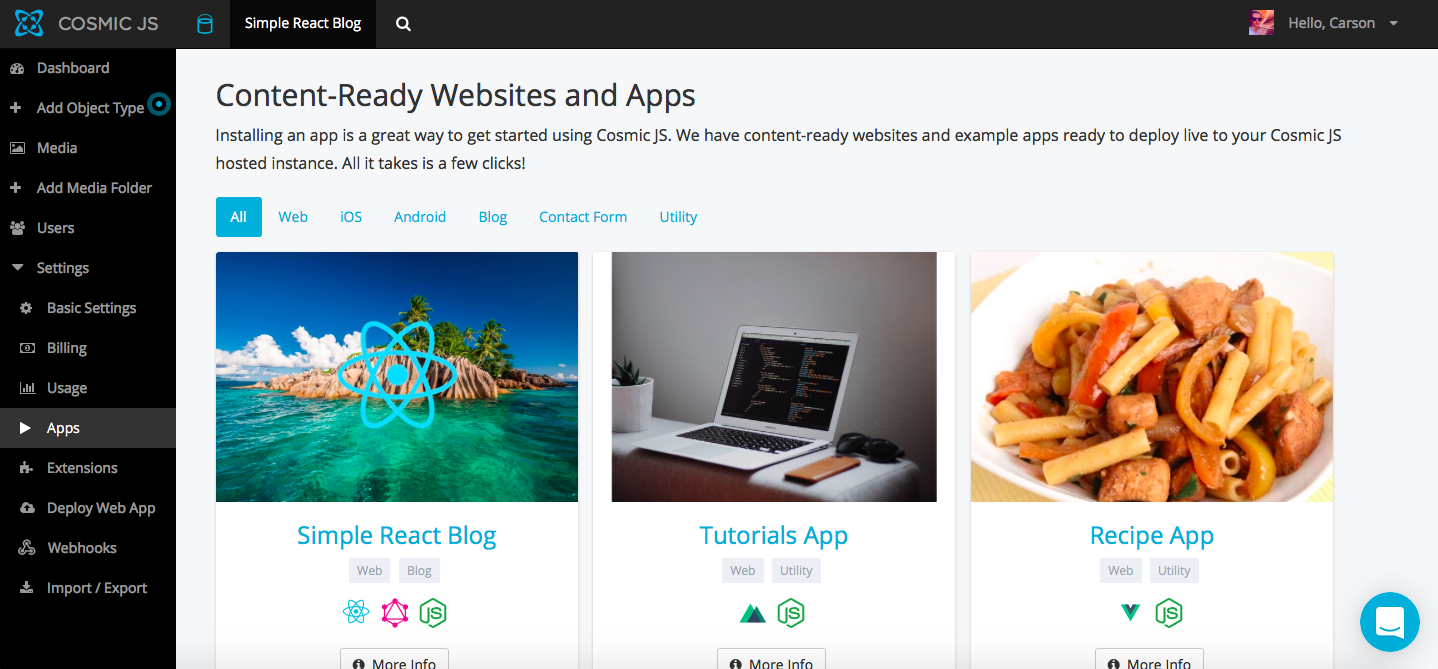 COSMIC JS
Simple React Blog
Hello, Carson
Dashboard
Add Object Type
Media
Add Media Folder
Users
Settings
Basic Settings
Billing
Usage
Apps
Extensions
Deploy Web App
Webhooks
Import / Export
Content-Ready Websites and Apps
Installing an app is a great way to get started using Cosmic JS. We have content-ready websites and example apps ready to deploy live to your Cosmic JS
hosted instance. All it takes is a few clicks!
All Web iOS Android Blog Contact Form Utility
Simple React Blog
Web Blog
JS
More Info
Tutorials App
Web Utility
JS
More Info
Recipe App
Web Utility
JS
More Info